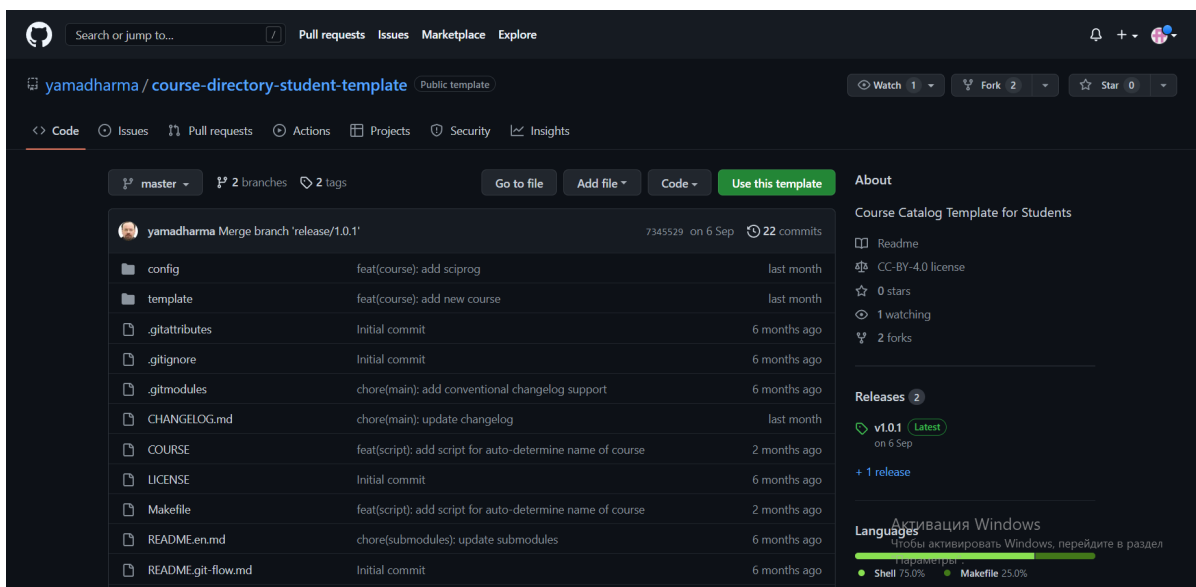 Search or jump to... / Pull requests Issues Marketplace Explore
yamadharma / course-directory-student-template Public template Watch 1 Fork 2 Star 0
Code Issues Pull requests Actions Projects Security Insights
master 2 branches 2 tags Go to file Add file Code Use this template
yamadharma Merge branch 'release/1.0.1' 7345529 on 6 Sep 22 commits
config feat(course): add sciprog last month
template feat(course): add new course last month
.gitattributes Initial commit 6 months ago
.gitignore Initial commit 6 months ago
.gitmodules chore(main): add conventional changelog support 6 months ago
CHANGELOG.md chore(main): update changelog last month
COURSE feat(script): add script for auto-determine name of course 2 months ago
LICENSE Initial commit 6 months ago
Makefile feat(script): add script for auto-determine name of course 2 months ago
README.en.md chore(submodules): update submodules 6 months ago
README.git-flow.md Initial commit 6 months ago
About
Course Catalog Template for Students
Readme
CC-BY-4.0 license
0 stars
1 watching
2 forks
Releases 2
v1.0.1 Latest
on 6 Sep
+ 1 release
Languages
Активация Windows
Чтобы активировать Windows, перейдите в раздел
"Параметры".
Shell 75.0% Makefile 25.0%